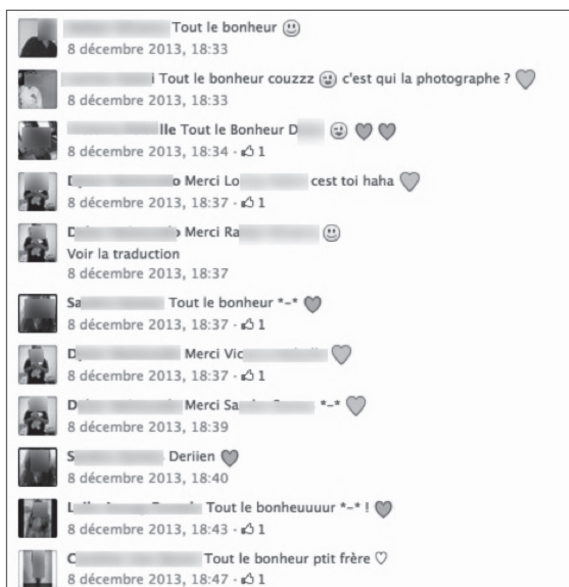 Tout le bonheur
8 décembre 2013, 18:33
i Tout le bonheur couzzz c'est qui la photographe ?
8 décembre 2013, 18:33
lle Tout le Bonheur D
8 décembre 2013, 18:34 · 1
D o Merci Lo cest toi haha
8 décembre 2013, 18:37 · 1
D o Merci Ra
Voir la traduction
8 décembre 2013, 18:37
Sa Tout le bonheur *-*
8 décembre 2013, 18:37 · 1
D Merci Vic
8 décembre 2013, 18:37 · 1
D Merci Sa *-*
8 décembre 2013, 18:39
S Deriien
8 décembre 2013, 18:40
L Tout le bonheuuuur *-* !
8 décembre 2013, 18:43 · 1
C Tout le bonheur ptit frère ♡
8 décembre 2013, 18:47 · 1